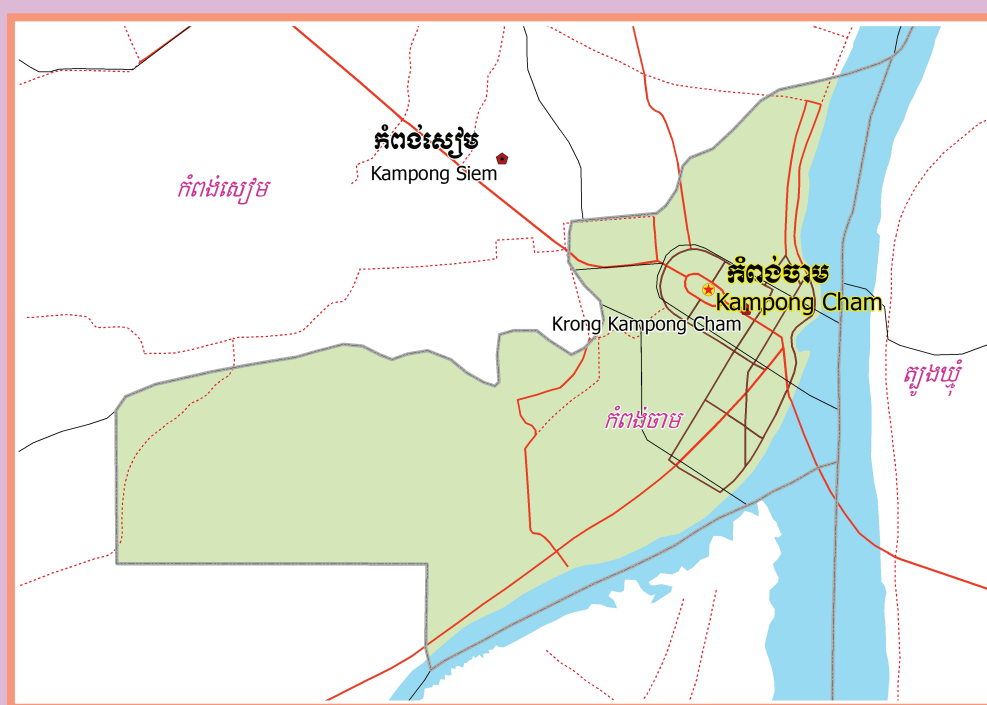 កំពង់សៀម
Kampong Siem
កំពង់សៀម
កំពង់ចាម
Kampong Cham
Krong Kampong Cham
ត្បូងឃ្មុំ
កំពង់ចាម